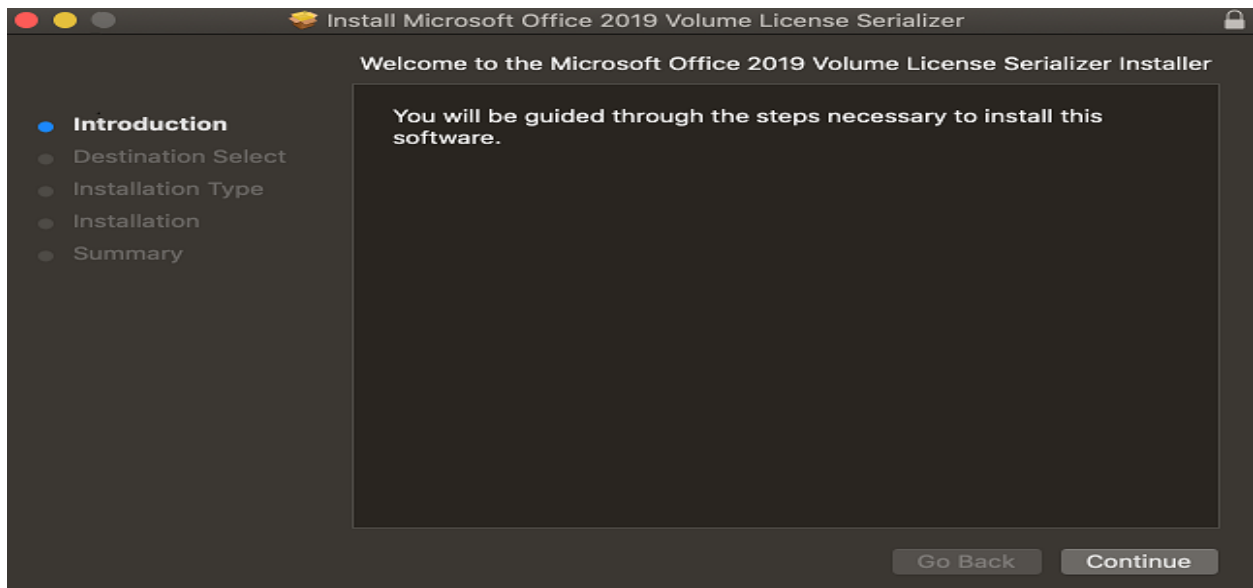 Install Microsoft Office 2019 Volume License Serializer
Welcome to the Microsoft Office 2019 Volume License Serializer Installer
Introduction
Destination Select
Installation Type
Installation
Summary
You will be guided through the steps necessary to install this
software.
Go Back
Continue